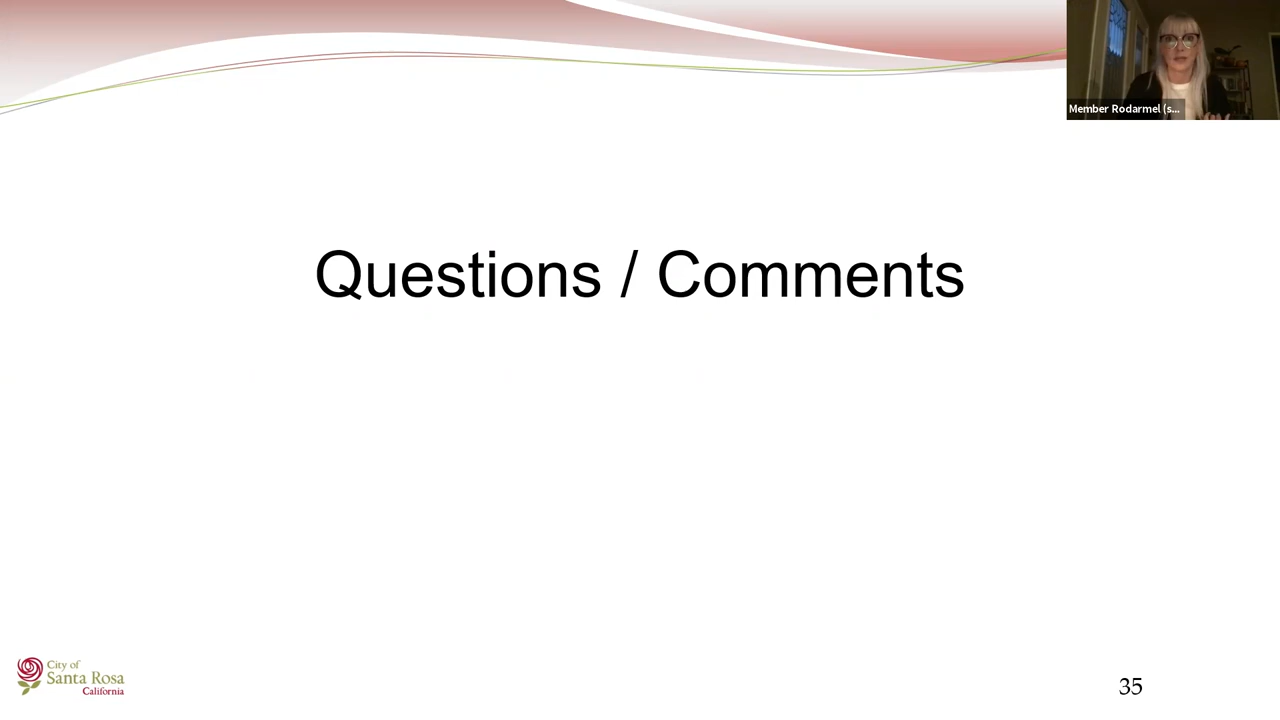 Member Rodarmel (s...
Questions / Comments
City of
Santa Rosa
California
35